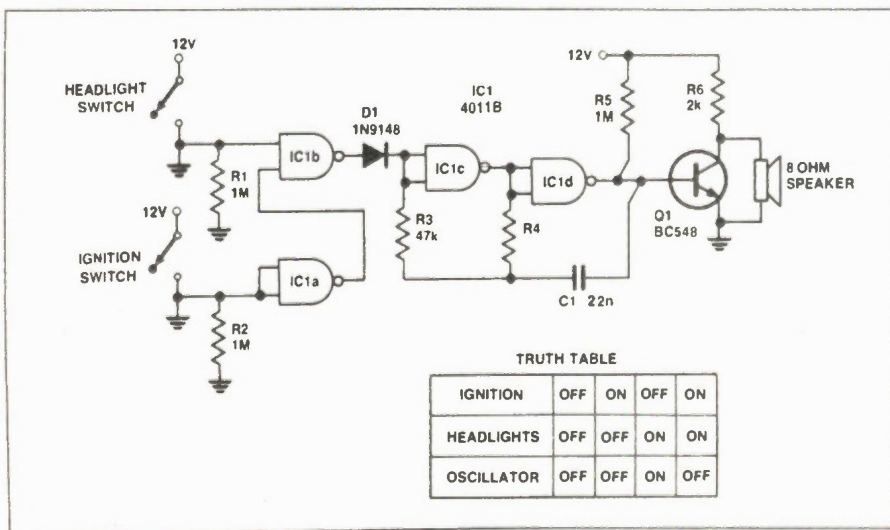 12V
HEADLIGHT
SWITCH
R1
1M
12V
IGNITION
SWITCH
R2
1M
IC1a
IC1b
D1
1N9148
R3
47k
IC1
4011B
IC1c
R4
IC1d
C1 22n
12V
R5
1M
R6
2k
Q1
BC548
8 OHM
SPEAKER
TRUTH TABLE
IGNITION OFF ON OFF ON
HEADLIGHTS OFF OFF ON ON
OSCILLATOR OFF OFF ON OFF